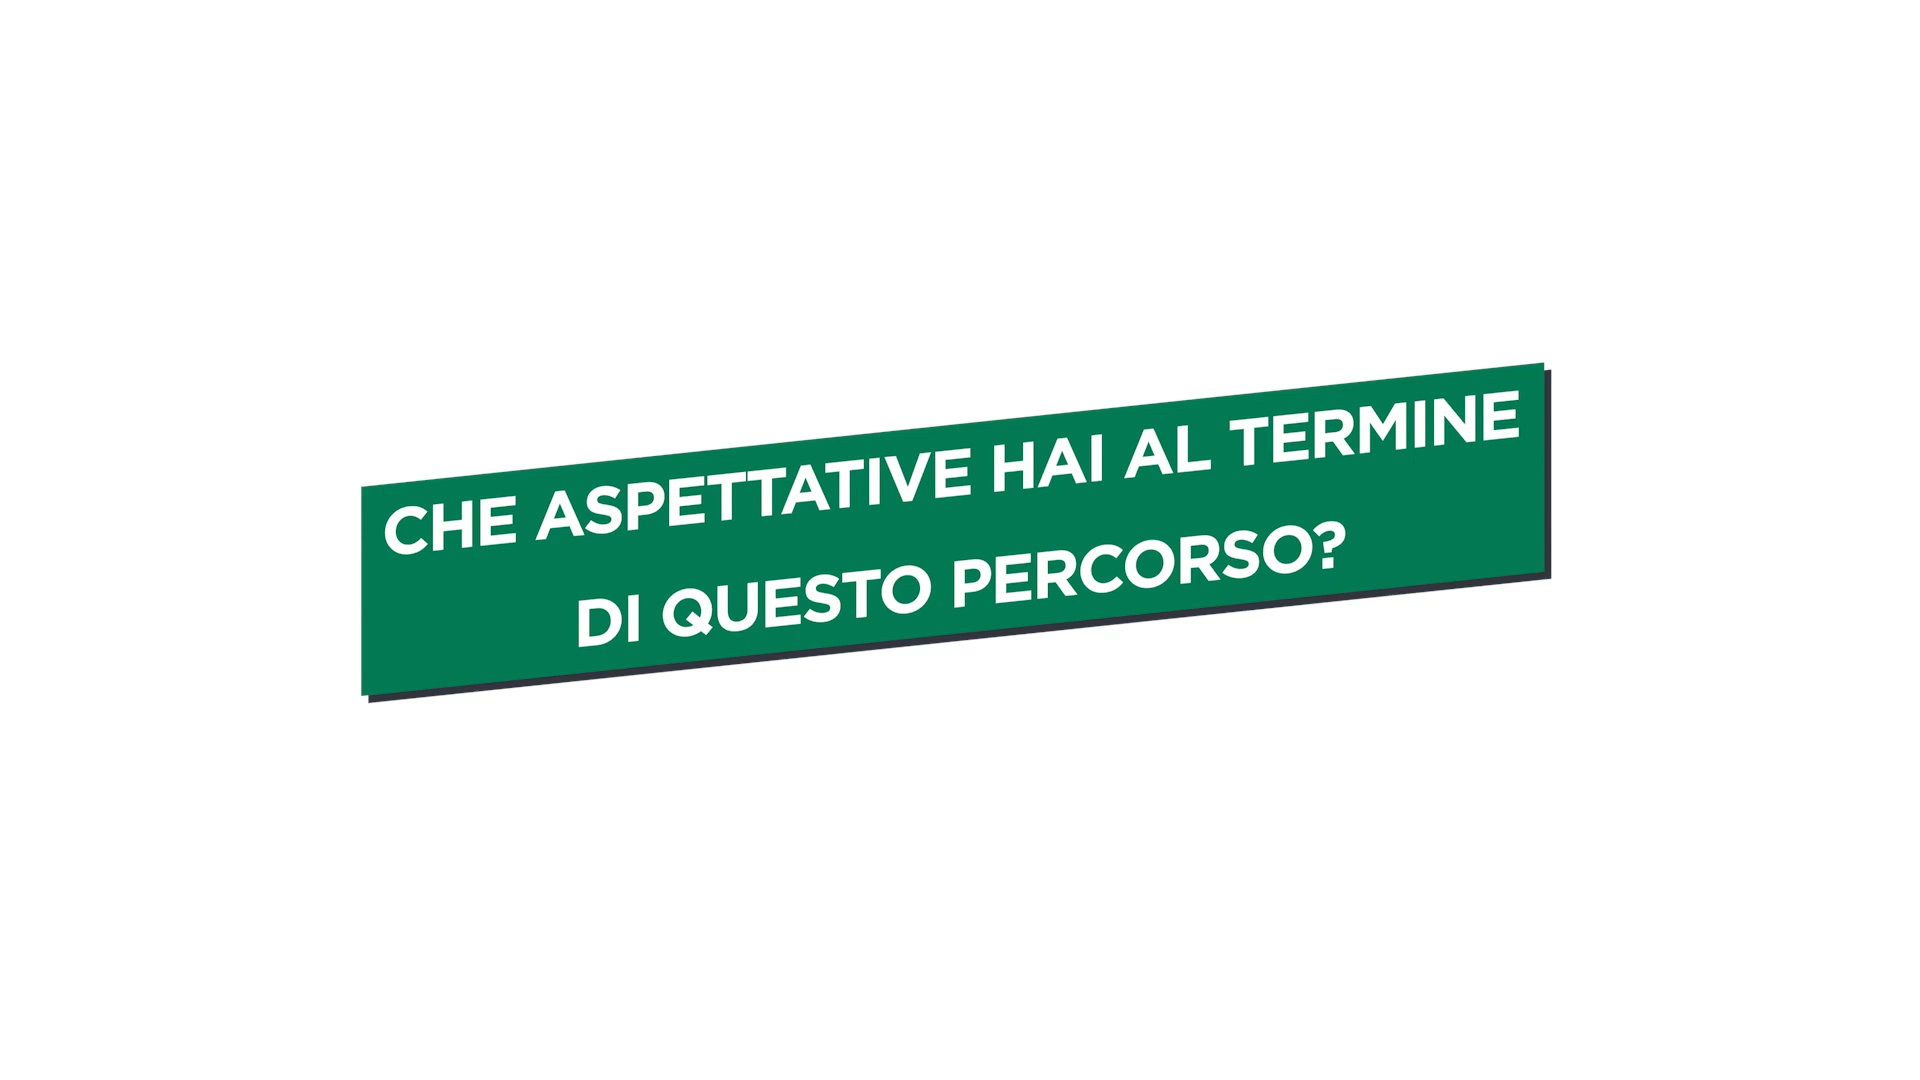 CHE ASPETTATIVE HAI AL TERMINE
DI QUESTO PERCORSO?